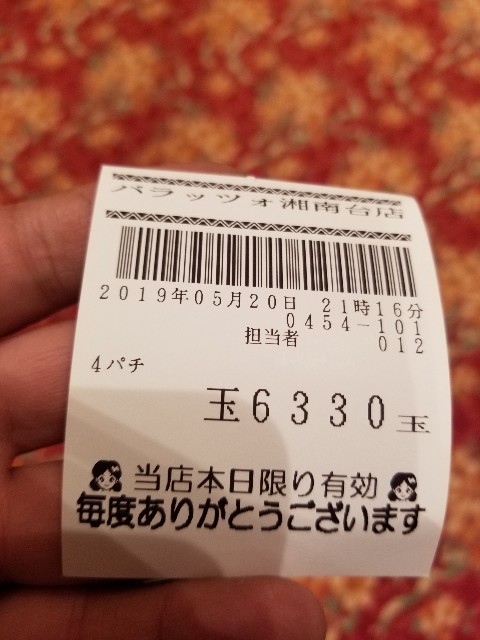 パラッツォ湘南台店
2019年05月20日 21時16分
0454-101
担当者 012
4パチ
玉6330玉
当店本日限り有効
毎度ありがとうございます